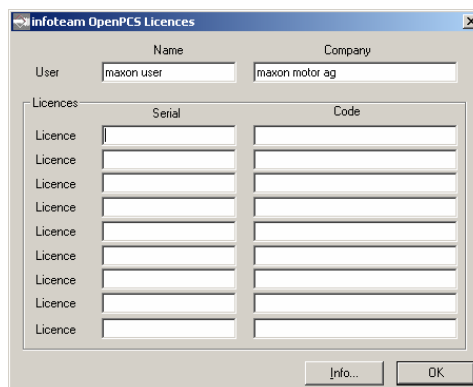 infoteam OpenPCS Licences
Name Company
User maxon user maxon motor ag
Licences
Serial Code
Licence
Licence
Licence
Licence
Licence
Licence
Licence
Licence
Licence
Info... OK